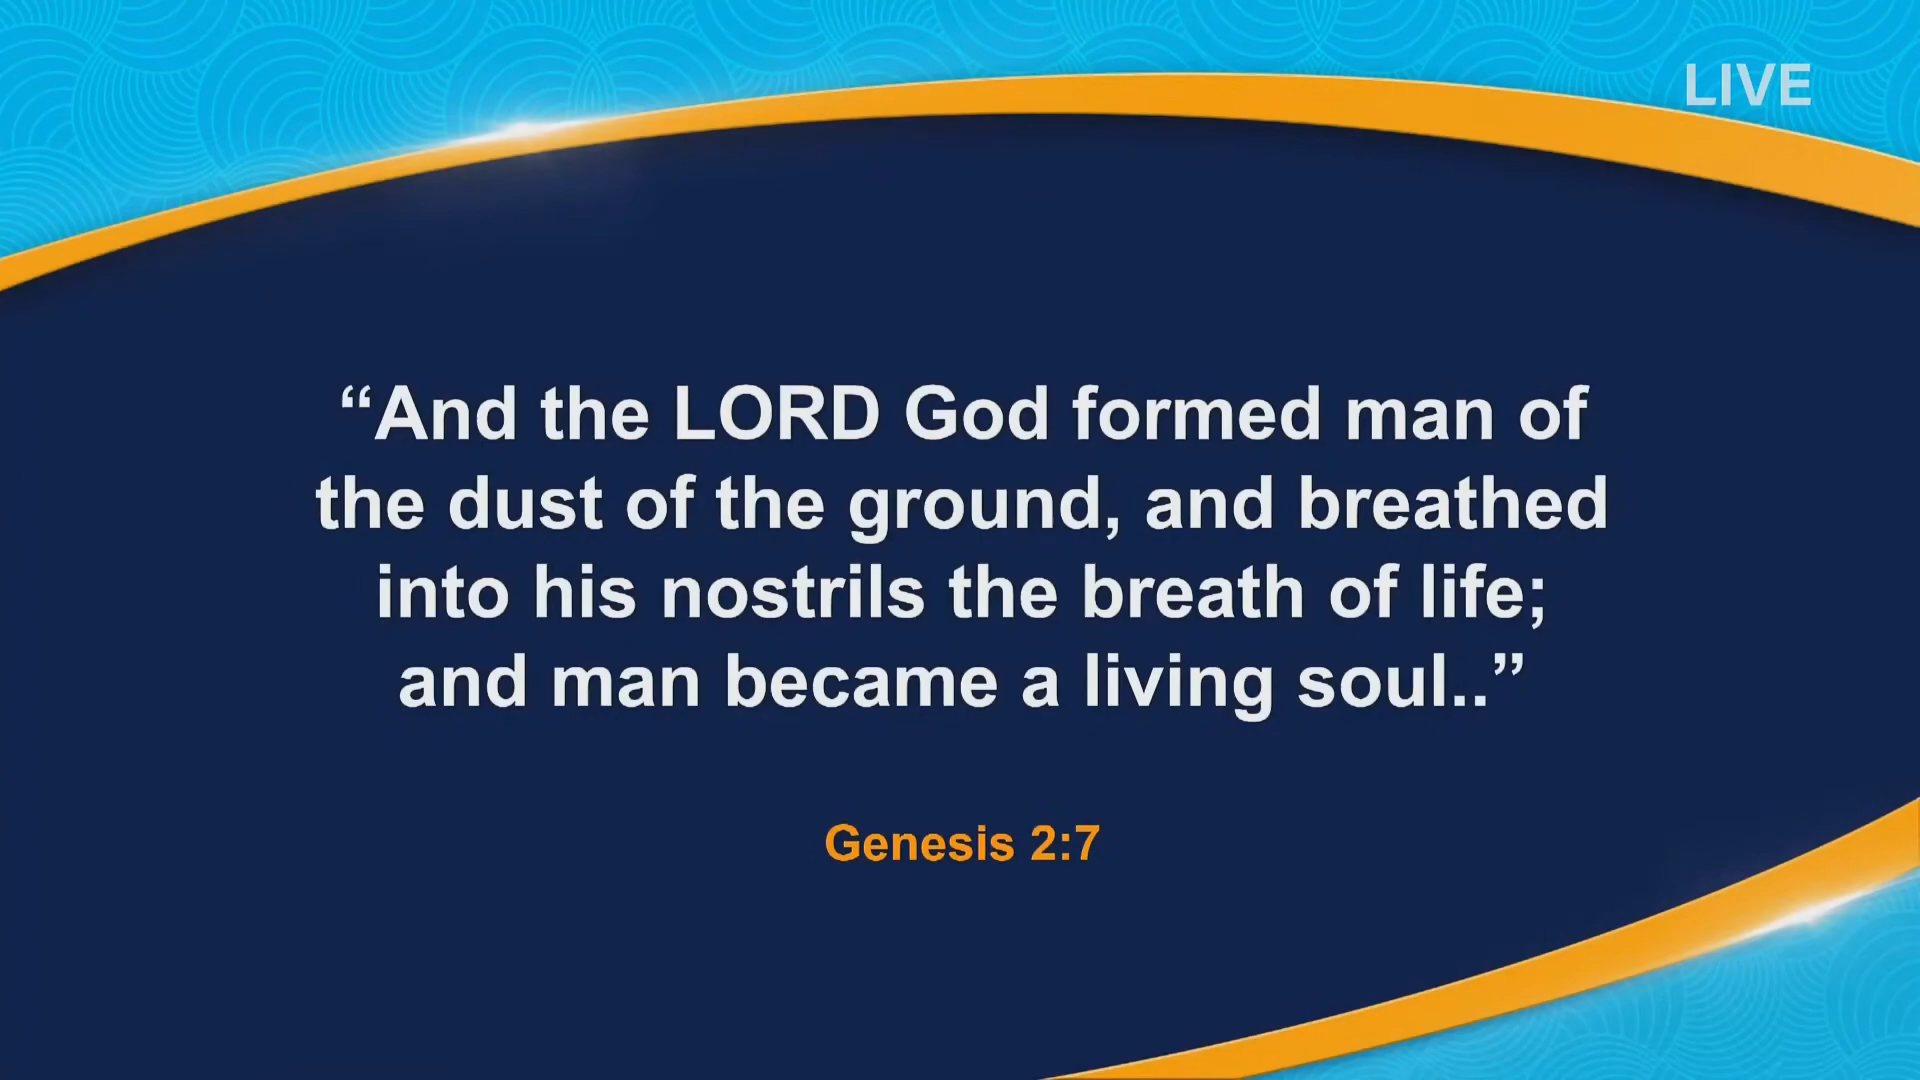 LIVE
“And the LORD God formed man of
the dust of the ground, and breathed
into his nostrils the breath of life;
and man became a living soul..”
Genesis 2:7